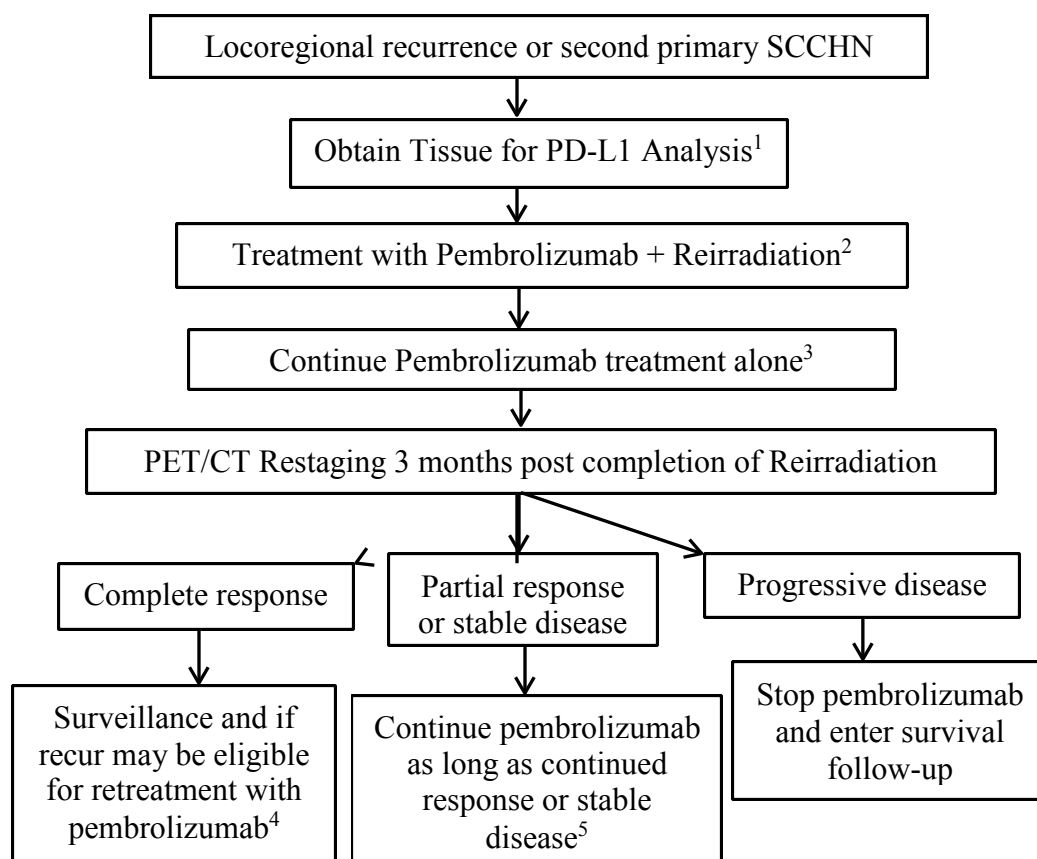 Locoregional recurrence or second primary SCCHN
Obtain Tissue for PD-L1 Analysis¹
Treatment with Pembrolizumab + Reirradiation²
Continue Pembrolizumab treatment alone³
PET/CT Restaging 3 months post completion of Reirradiation
Complete response
Partial response
or stable disease
Progressive disease
Surveillance and if
recur may be eligible
for retreatment with
pembrolizumab⁴
Continue pembrolizumab
as long as continued
response or stable
disease⁵
Stop pembrolizumab
and enter survival
follow-up